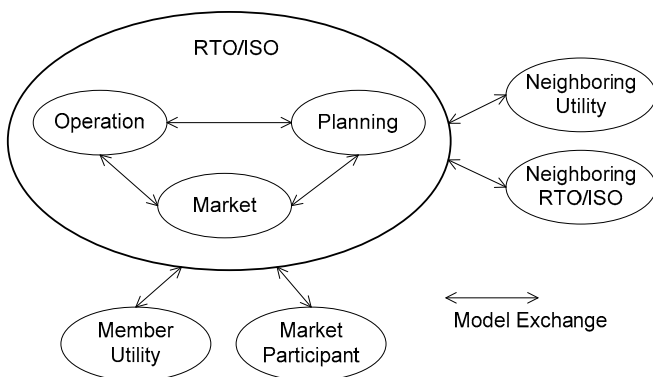 RTO/ISO
Operation
Planning
Market
Neighboring
Utility
Neighboring
RTO/ISO
Member
Utility
Market
Participant
Model Exchange